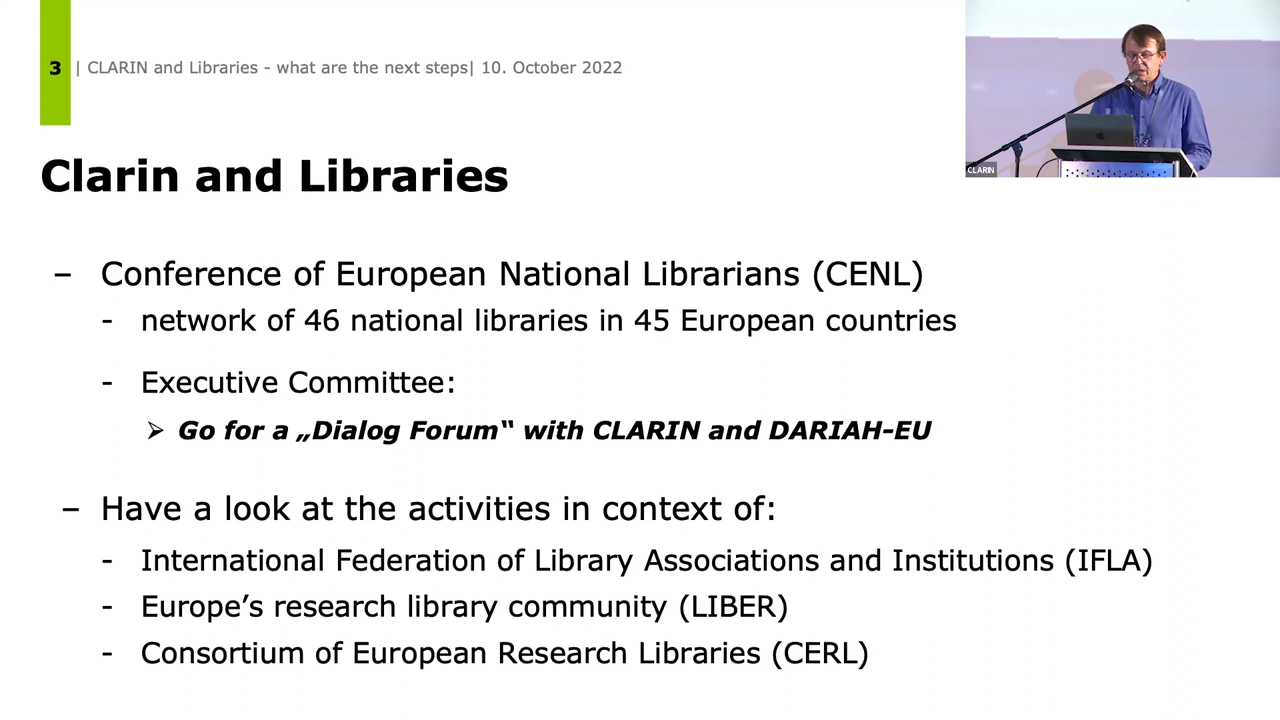 3 | CLARIN and Libraries - what are the next steps| 10. October 2022
CLARIN
Clarin and Libraries
– Conference of European National Librarians (CENL)
- network of 46 national libraries in 45 European countries
- Executive Committee:
➢ Go for a „Dialog Forum“ with CLARIN and DARIAH-EU
– Have a look at the activities in context of:
- International Federation of Library Associations and Institutions (IFLA)
- Europe’s research library community (LIBER)
- Consortium of European Research Libraries (CERL)